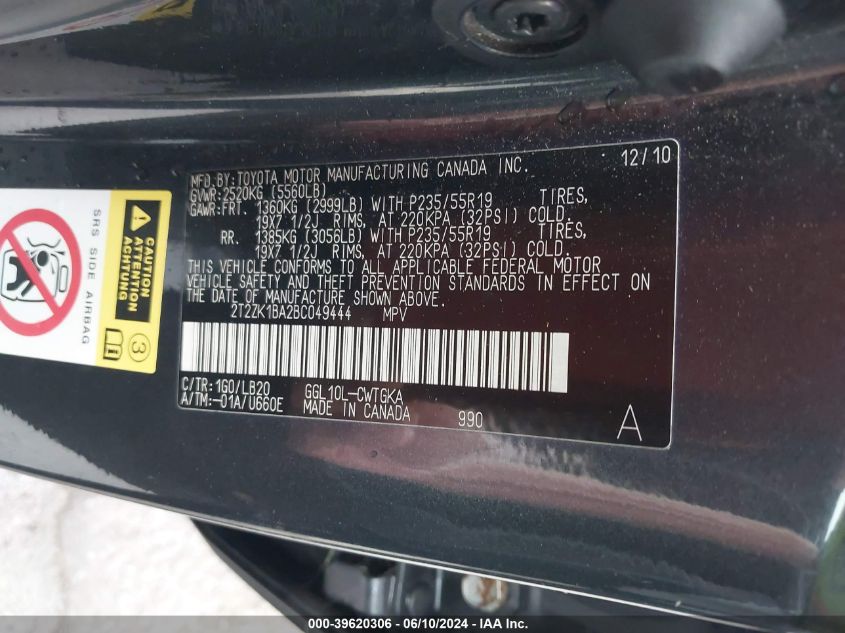 MFD.BY:TOYOTA MOTOR MANUFACTURING CANADA INC. 12/10
GVWR:2520KG (5560LB)
GAWR:FRT. 1360KG (2999LB) WITH P235/55R19 TIRES,
19X7 1/2J RIMS, AT 220KPA (32PSI) COLD.
RR. 1385KG (3056LB) WITH P235/55R19 TIRES,
19X7 1/2J RIMS, AT 220KPA (32PSI) COLD.
THIS VEHICLE CONFORMS TO ALL APPLICABLE FEDERAL MOTOR
VEHICLE SAFETY AND THEFT PREVENTION STANDARDS IN EFFECT ON
THE DATE OF MANUFACTURE SHOWN ABOVE.
2T2ZK1BA2BC049444 MPV
C/TR:1G0/LB20 GGL10L-CWTGKA
A/TM:-01A/U660E MADE IN CANADA 990
A
SRS SIDE AIRBAG
CAUTION
ATTENTION
ACHTUNG
3
000-39620306 - 06/10/2024 - IAA Inc.